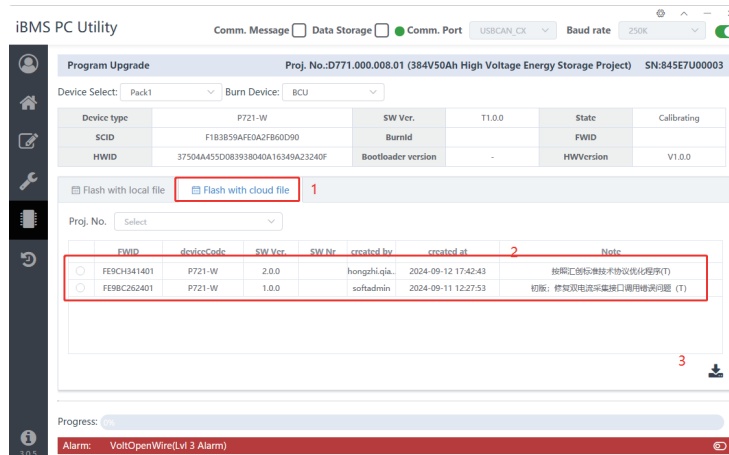 iBMS PC Utility
Comm. Message Data Storage Comm. Port USBCAN_CX Baud rate 250K
Program Upgrade Proj. No.:D771.000.008.01 (384V50Ah High Voltage Energy Storage Project) SN:845E7U00003
Device Select: Pack1 Burn Device: BCU
Device type P721-W SW Ver. T1.0.0 State Calibrating
SCID F1B3B59AFE0A2FB60D90 BurnId FWID
HWID 37504A455D083938040A16349A23240F Bootloader version - HWVersion V1.0.0
Flash with local file Flash with cloud file 1
Proj. No. Select
FWID deviceCode SW Ver. SW Nr created by created at 2 Note
FE9CH341401 P721-W 2.0.0 hongzhi.qia... 2024-09-12 17:42:43 按照汇创标准技术协议优化程序(T)
FE9BC262401 P721-W 1.0.0 softadmin 2024-09-11 12:27:53 初版；修复双电流采集接口调用错误问题 (T)
3
Progress: 0%
Alarm: VoltOpenWire(Lvl 3 Alarm)
3.0.5